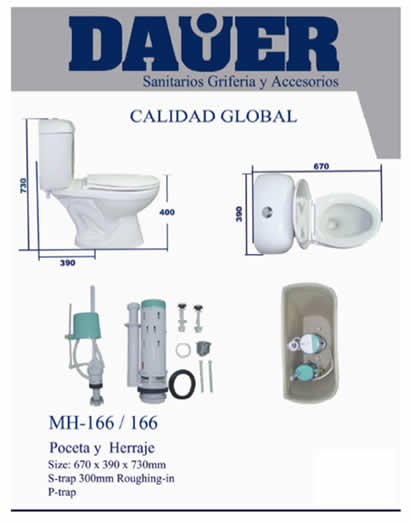 DAUER
Sanitarios Griferia y Accesorios
CALIDAD GLOBAL
730
400
390
670
390
MH-166 / 166
Poceta y Herraje
Size: 670 x 390 x 730mm
S-trap 300mm Roughing-in
P-trap